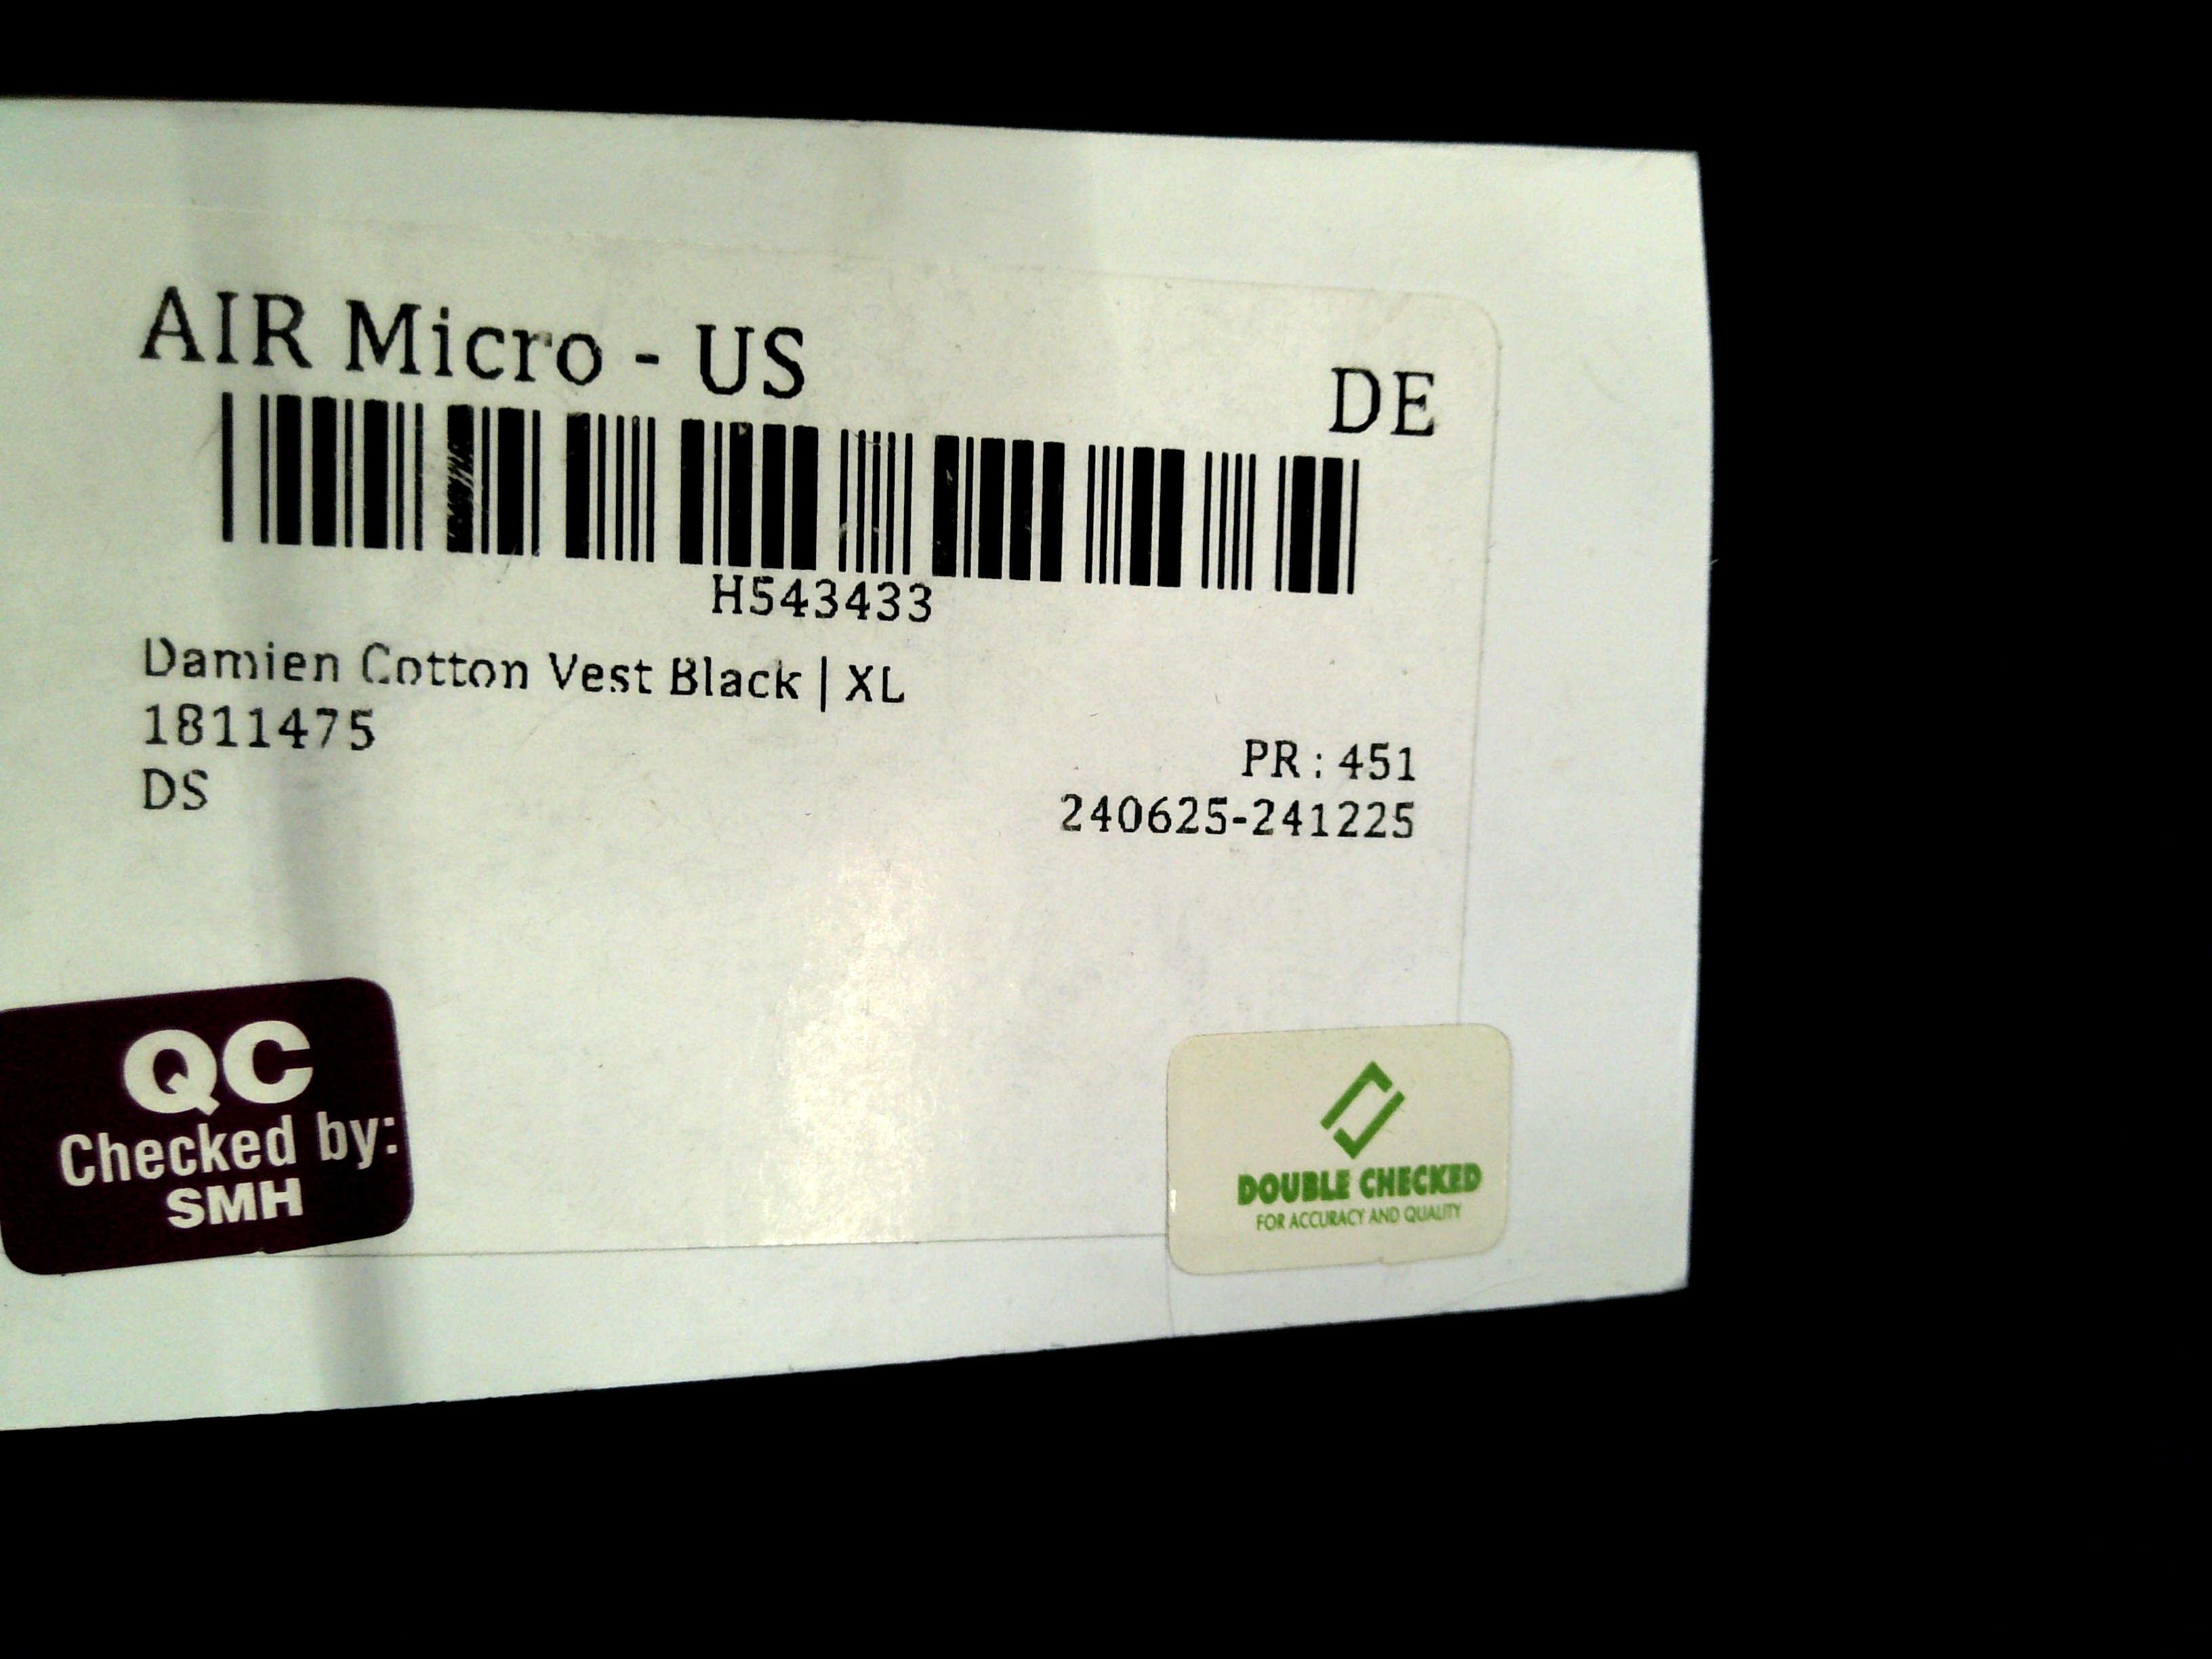 AIR Micro - US
DE
H543433
Damien Cotton Vest Black | XL
1811475
PR : 451
DS
240625-241225
QC
Checked by:
SMH
DOUBLE CHECKED
FOR ACCURACY AND QUALITY